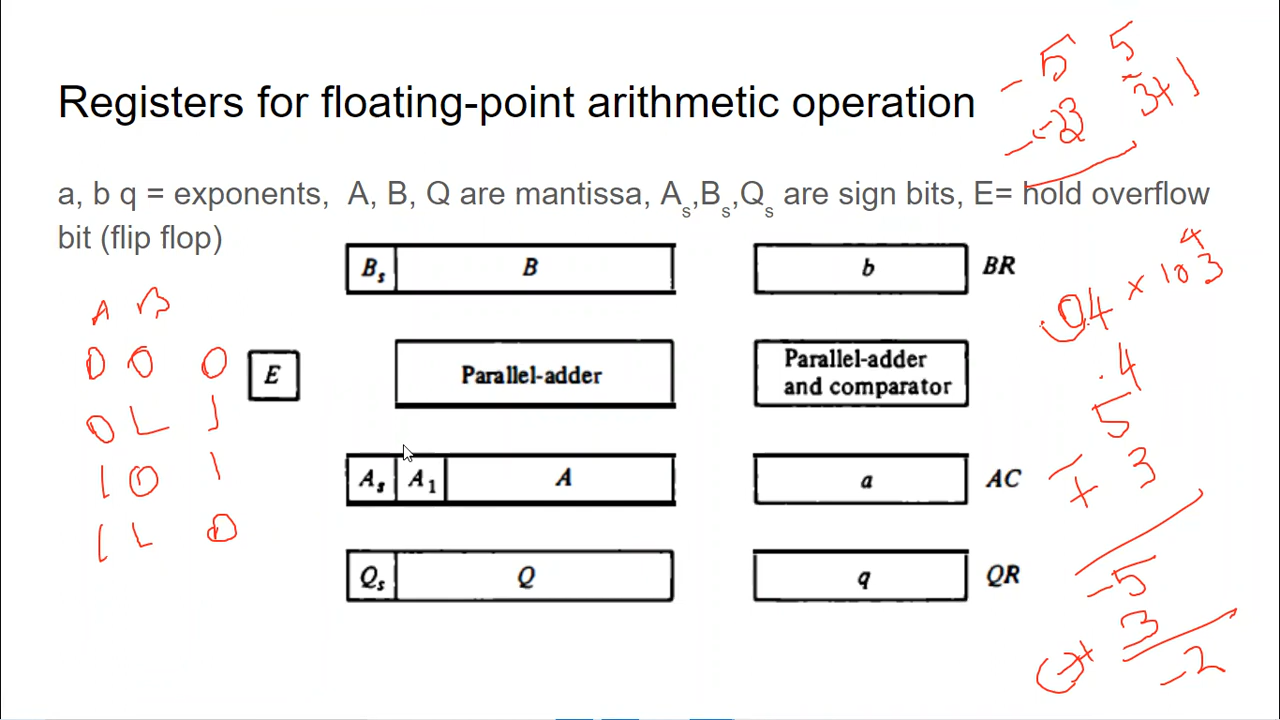 Registers for floating-point arithmetic operation
a, b q = exponents, A, B, Q are mantissa, As,Bs,Qs are sign bits, E= hold overflow
bit (flip flop)
Bs B b BR
E Parallel-adder Parallel-adder
and comparator
As A1 A a AC
Qs Q q QR
A B
0 0 0
0 1 1
1 0 1
1 1 0
- 5 5
3+1
4
.04 × 10 3
.4
5
3
-5
3
-2